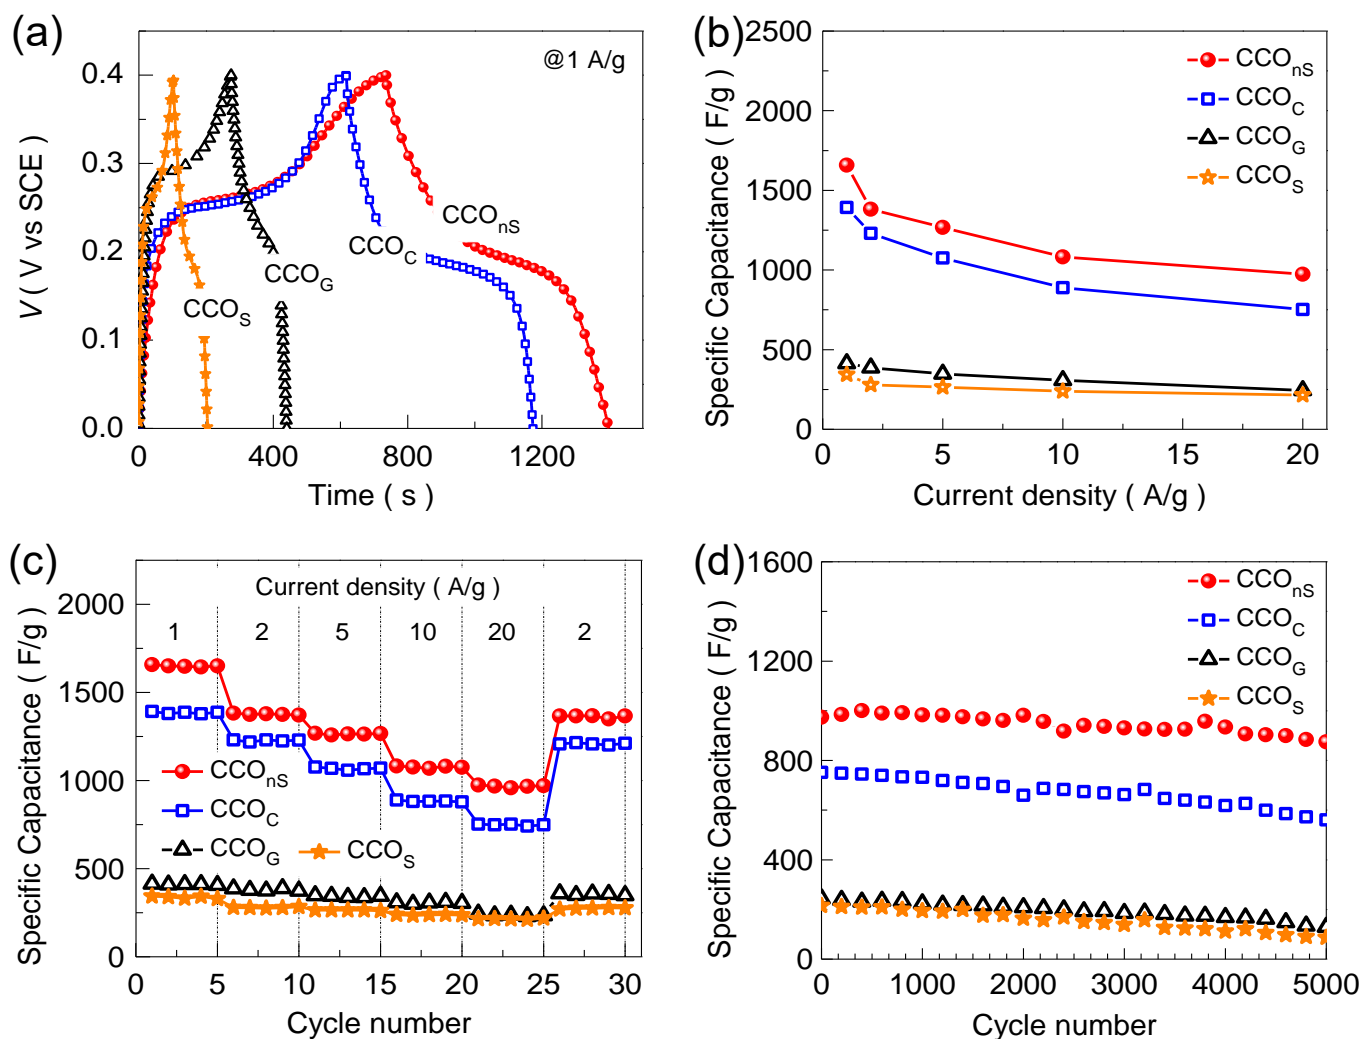 (a)
@1 A/g
V ( V vs SCE )
0.4
0.3
0.2
0.1
0.0
CCOnS
CCOC
CCOG
CCOS
0 400 800 1200
Time ( s )
(b)
Specific Capacitance ( F/g )
2500
2000
1500
1000
500
0
CCOnS
CCOC
CCOG
CCOS
0 5 10 15 20
Current density ( A/g )
(c)
Specific Capacitance ( F/g )
Current density ( A/g )
1 2 5 10 20 2
2000
1500
1000
500
0
CCOnS
CCOC
CCOG CCOS
0 5 10 15 20 25 30
Cycle number
(d)
Specific Capacitance ( F/g )
1600
1200
800
400
0
CCOnS
CCOC
CCOG
CCOS
0 1000 2000 3000 4000 5000
Cycle number